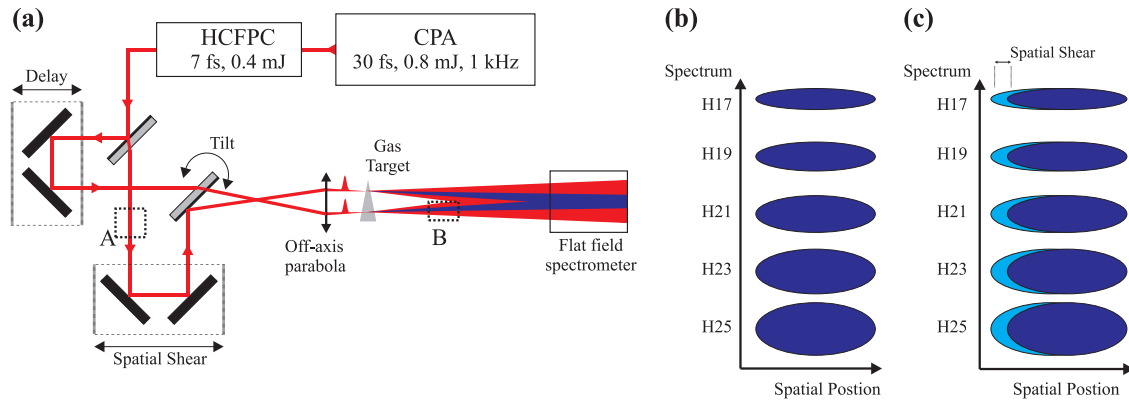 (a)
HCFPC
7 fs, 0.4 mJ
CPA
30 fs, 0.8 mJ, 1 kHz
Delay
Tilt
Gas
Target
A
B
Off-axis
parabola
Flat field
spectrometer
Spatial Shear
(b)
Spectrum
H17
H19
H21
H23
H25
Spatial Postion
(c)
Spatial Shear
Spectrum
H17
H19
H21
H23
H25
Spatial Postion